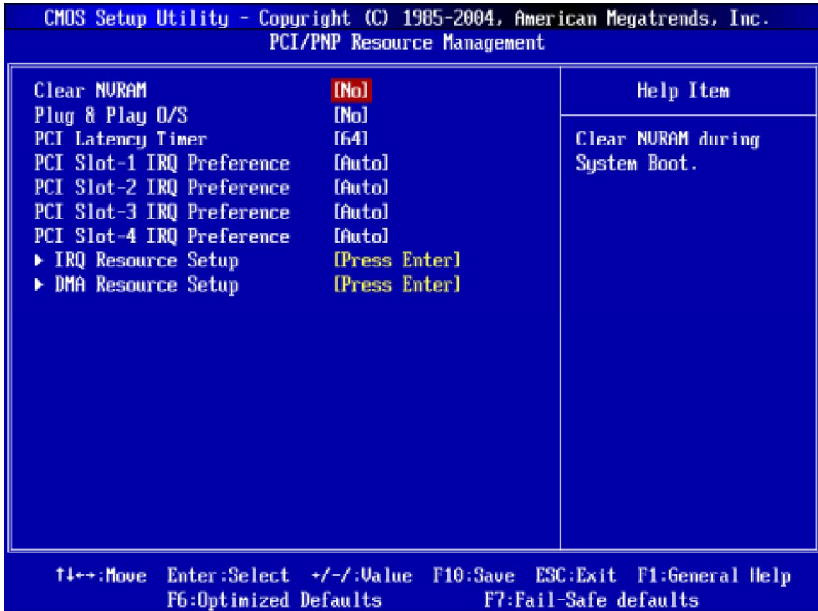 CMOS Setup Utility - Copyright (C) 1985-2004, American Megatrends, Inc.
PCI/PNP Resource Management
Clear NVRAM [No]
Plug & Play O/S [No]
PCI Latency Timer [64]
PCI Slot-1 IRQ Preference [Auto]
PCI Slot-2 IRQ Preference [Auto]
PCI Slot-3 IRQ Preference [Auto]
PCI Slot-4 IRQ Preference [Auto]
▶ IRQ Resource Setup [Press Enter]
▶ DMA Resource Setup [Press Enter]
Help Item
Clear NVRAM during
System Boot.
↑↓←→:Move Enter:Select +/-/:Value F10:Save ESC:Exit F1:General Help
F6:Optimized Defaults F7:Fail-Safe defaults